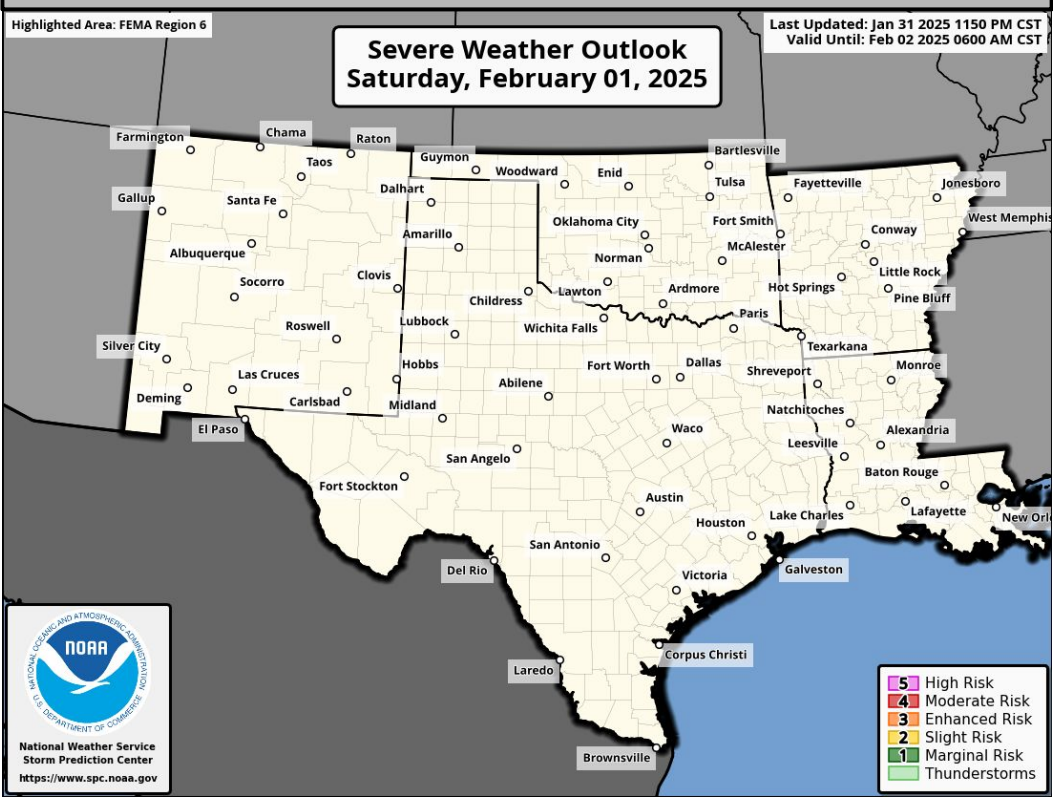 Highlighted Area: FEMA Region 6
Last Updated: Jan 31 2025 1150 PM CST
Valid Until: Feb 02 2025 0600 AM CST
Severe Weather Outlook
Saturday, February 01, 2025
Farmington
Chama
Raton
Taos
Guymon
Woodward
Enid
Bartlesville
Tulsa
Fayetteville
Jonesboro
Gallup
Santa Fe
Dalhart
Oklahoma City
Fort Smith
West Memphis
Albuquerque
Amarillo
Norman
McAlester
Conway
Socorro
Clovis
Childress
Lawton
Ardmore
Hot Springs
Little Rock
Pine Bluff
Roswell
Lubbock
Wichita Falls
Paris
Texarkana
Silver City
Las Cruces
Hobbs
Fort Worth
Dallas
Shreveport
Monroe
Deming
Carlsbad
Midland
Abilene
Natchitoches
El Paso
San Angelo
Waco
Leesville
Alexandria
Fort Stockton
Austin
Baton Rouge
Houston
Lake Charles
Lafayette
New Orl
Del Rio
San Antonio
Victoria
Galveston
Laredo
Corpus Christi
Brownsville
NATIONAL OCEANIC AND ATMOSPHERIC ADMINISTRATION
NOAA
U.S. DEPARTMENT OF COMMERCE
National Weather Service
Storm Prediction Center
https://www.spc.noaa.gov
5 High Risk
4 Moderate Risk
3 Enhanced Risk
2 Slight Risk
1 Marginal Risk
Thunderstorms